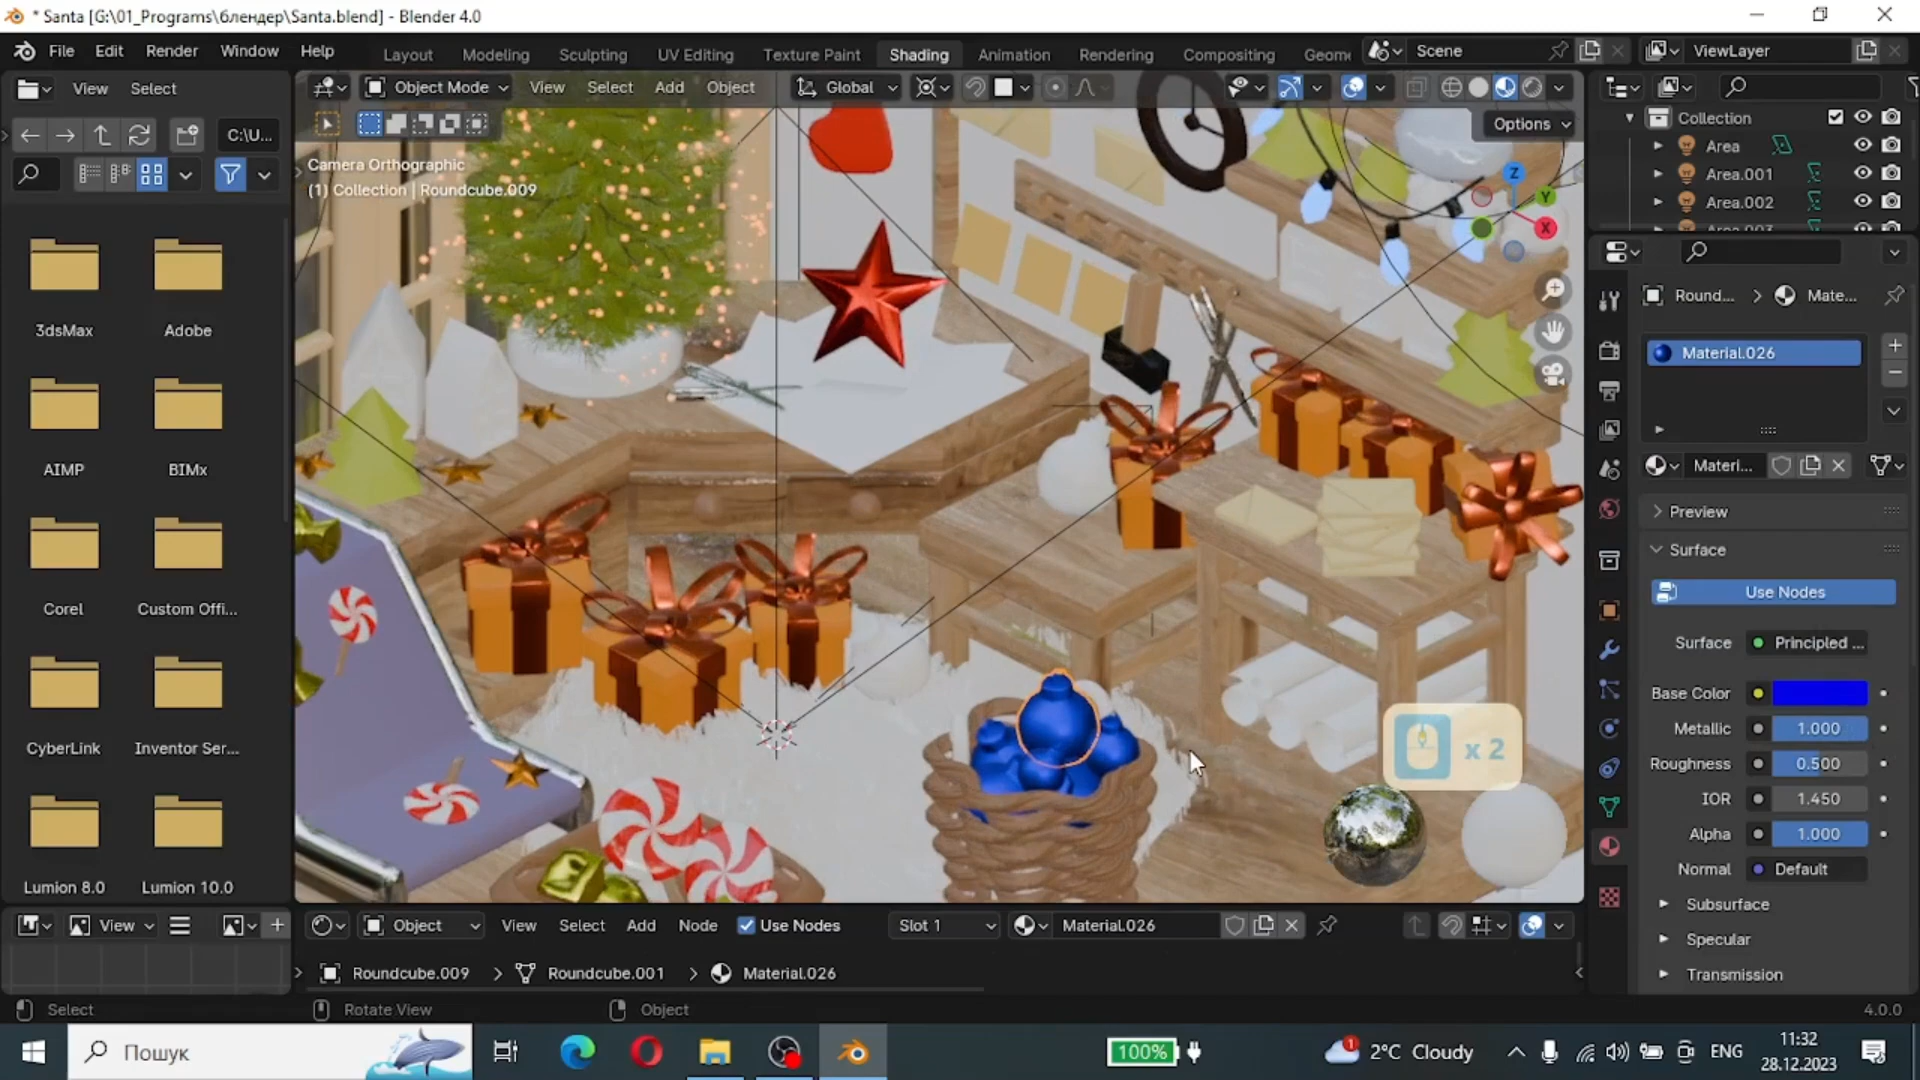 * Santa [G:\01_Programs\блендер\Santa.blend] - Blender 4.0
File Edit Render Window Help
Layout Modeling Sculpting UV Editing Texture Paint Shading Animation Rendering Compositing Geome
Scene
ViewLayer
View Select
Object Mode View Select Add Object
Global
Options
C:\U...
Camera Orthographic
(1) Collection | Roundcube.009
Z
Y
X
3dsMax Adobe
AIMP BIMx
Corel Custom Offi...
CyberLink Inventor Ser...
Lumion 8.0 Lumion 10.0
x 2
Collection
Area
Area.001
Area.002
Area.003
Round... > Mate...
Material.026
Materi...
Preview
Surface
Use Nodes
Surface Principled ...
Base Color
Metallic 1.000
Roughness 0.500
IOR 1.450
Alpha 1.000
Normal Default
Subsurface
Specular
Transmission
View
Object View Select Add Node Use Nodes Slot 1 Material.026
Roundcube.009 > Roundcube.001 > Material.026
Select Rotate View Object 4.0.0
Пошук
100%
1
2°C Cloudy
ENG
11:32
28.12.2023